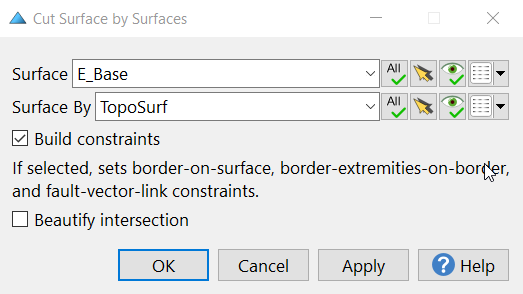 Cut Surface by Surfaces
Surface E_Base All
Surface By TopoSurf All
Build constraints
If selected, sets border-on-surface, border-extremities-on-border,
and fault-vector-link constraints.
Beautify intersection
OK Cancel Apply ? Help